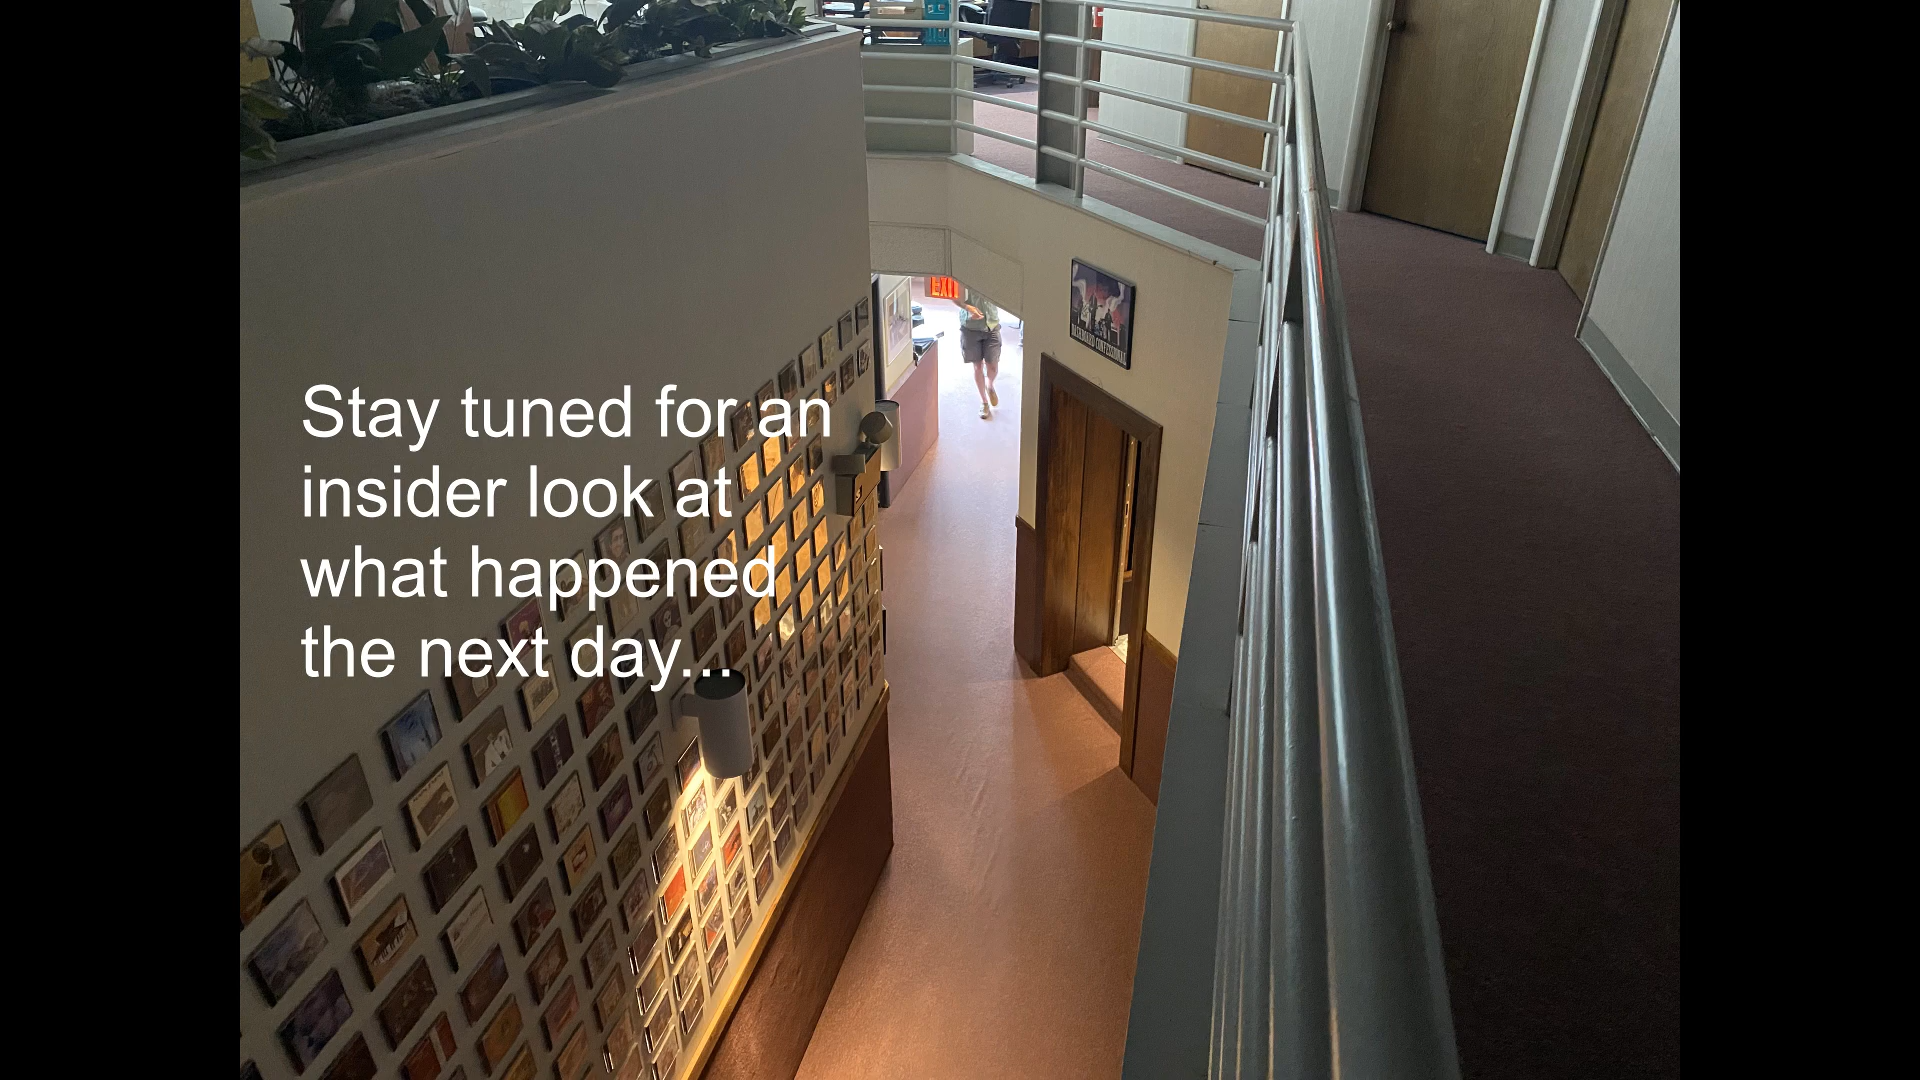 EXIT
Stay tuned for an
insider look at
what happened
the next day...